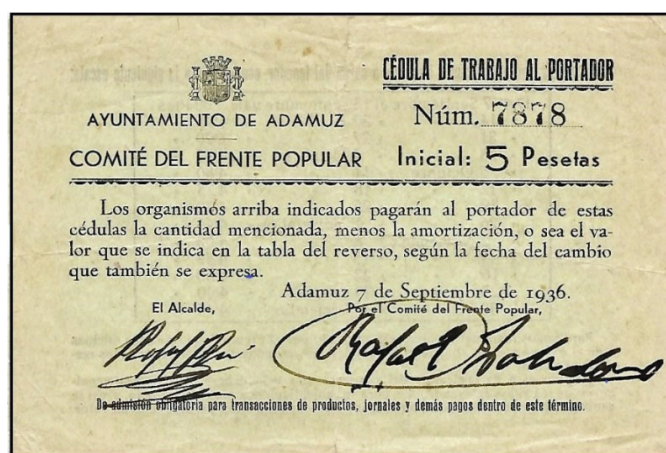 CÉDULA DE TRABAJO AL PORTADOR
AYUNTAMIENTO DE ADAMUZ
Núm. 7878
COMITÉ DEL FRENTE POPULAR
Inicial: 5 Pesetas
Los organismos arriba indicados pagarán al portador de estas
cédulas la cantidad mencionada, menos la amortización, o sea el va-
lor que se indica en la tabla del reverso, según la fecha del cambio
que también se expresa.
Adamuz 7 de Septiembre de 1936.
El Alcalde,
Por el Comité del Frente Popular,
Rafael
De admisión obligatoria para transacciones de productos, jornales y demás pagos dentro de este término.